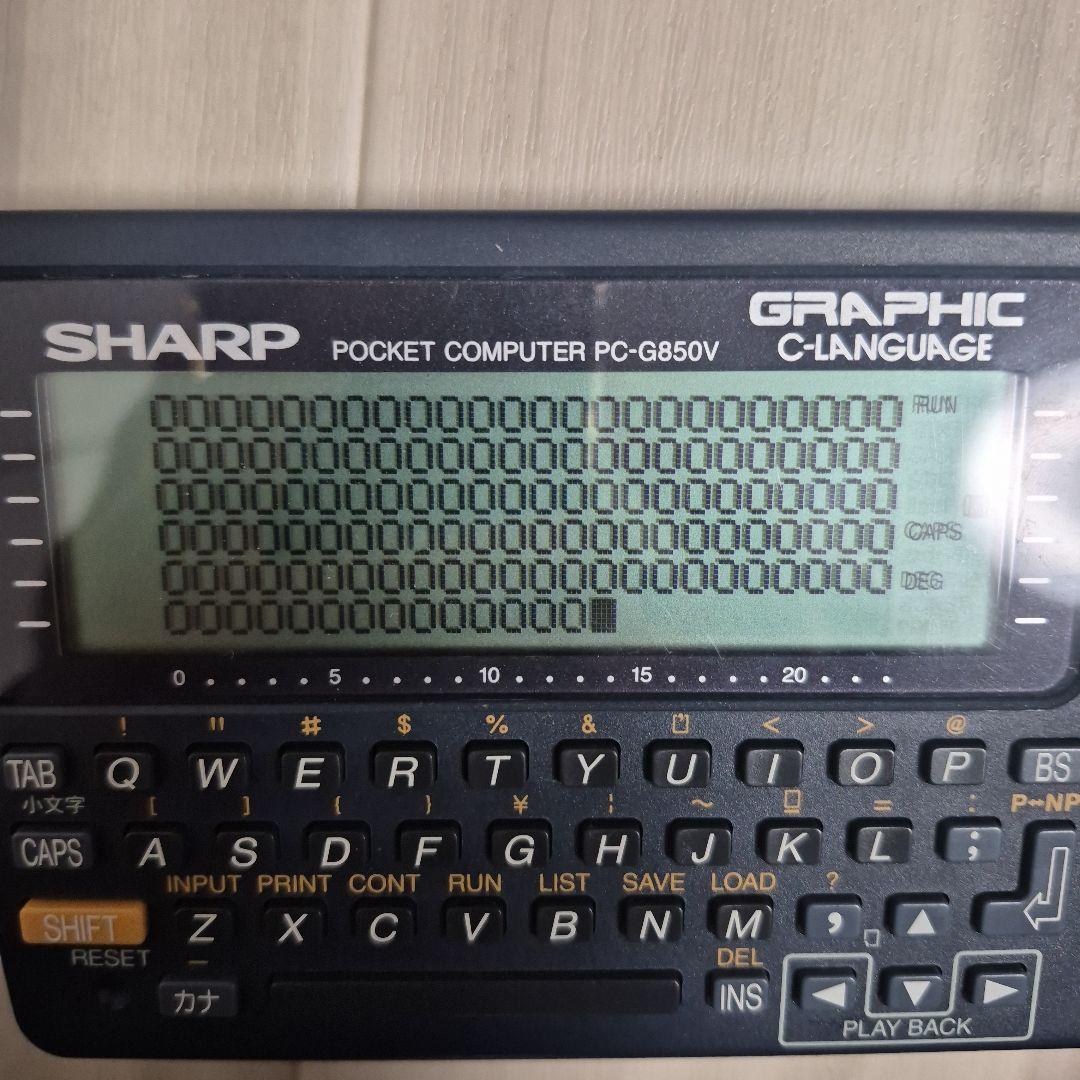 GRAPHIC
SHARP POCKET COMPUTER PC-G850V C-LANGUAGE
000000000000000000000000 RUN
000000000000000000000000
000000000000000000000000
000000000000000000000000 CAPS
000000000000000000000000 DEG
00000000000000
0 . . . . 5 . . . . 10 . . . . 15 . . . . 20 . . .
! " # $ % & ['] < > @
TAB Q W E R T Y U I O P BS
小文字 [ ] { } ¥ ¦ ~ _ = : P↔NP
CAPS A S D F G H J K L ;
INPUT PRINT CONT RUN LIST SAVE LOAD ?
SHIFT Z X C V B N M , ▲
RESET _ DEL
カナ INS ◀ ▼ ▶
PLAY BACK